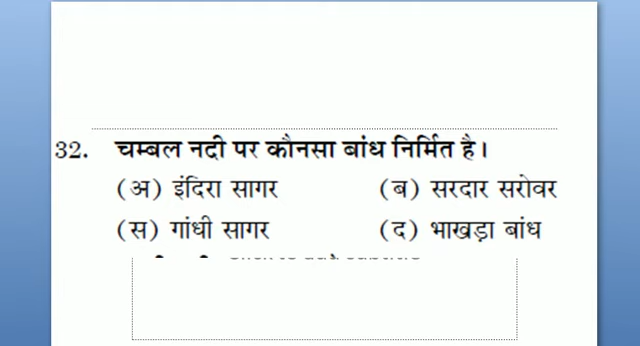 32. चम्बल नदी पर कौनसा बांध निर्मित है।
(अ) इंदिरा सागर (ब) सरदार सरोवर
(स) गांधी सागर (द) भाखड़ा बांध